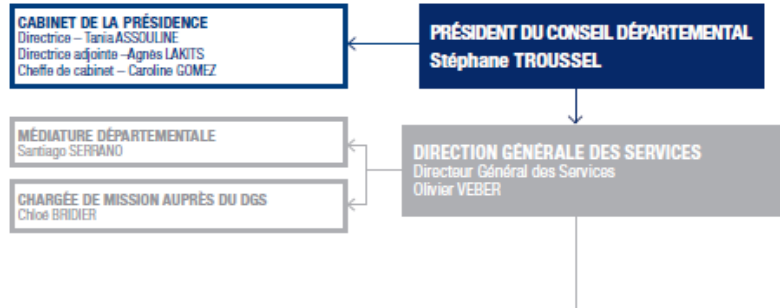 CABINET DE LA PRÉSIDENCE
Directrice – Tania ASSOULINE
Directrice adjointe –Agnès LAKITS
Cheffe de cabinet – Caroline GOMEZ
PRÉSIDENT DU CONSEIL DÉPARTEMENTAL
Stéphane TROUSSEL
MÉDIATURE DÉPARTEMENTALE
Santiago SERRANO
CHARGÉE DE MISSION AUPRÈS DU DGS
Chloé BRIDIER
DIRECTION GÉNÉRALE DES SERVICES
Directeur Général des Services
Olivier VEBER